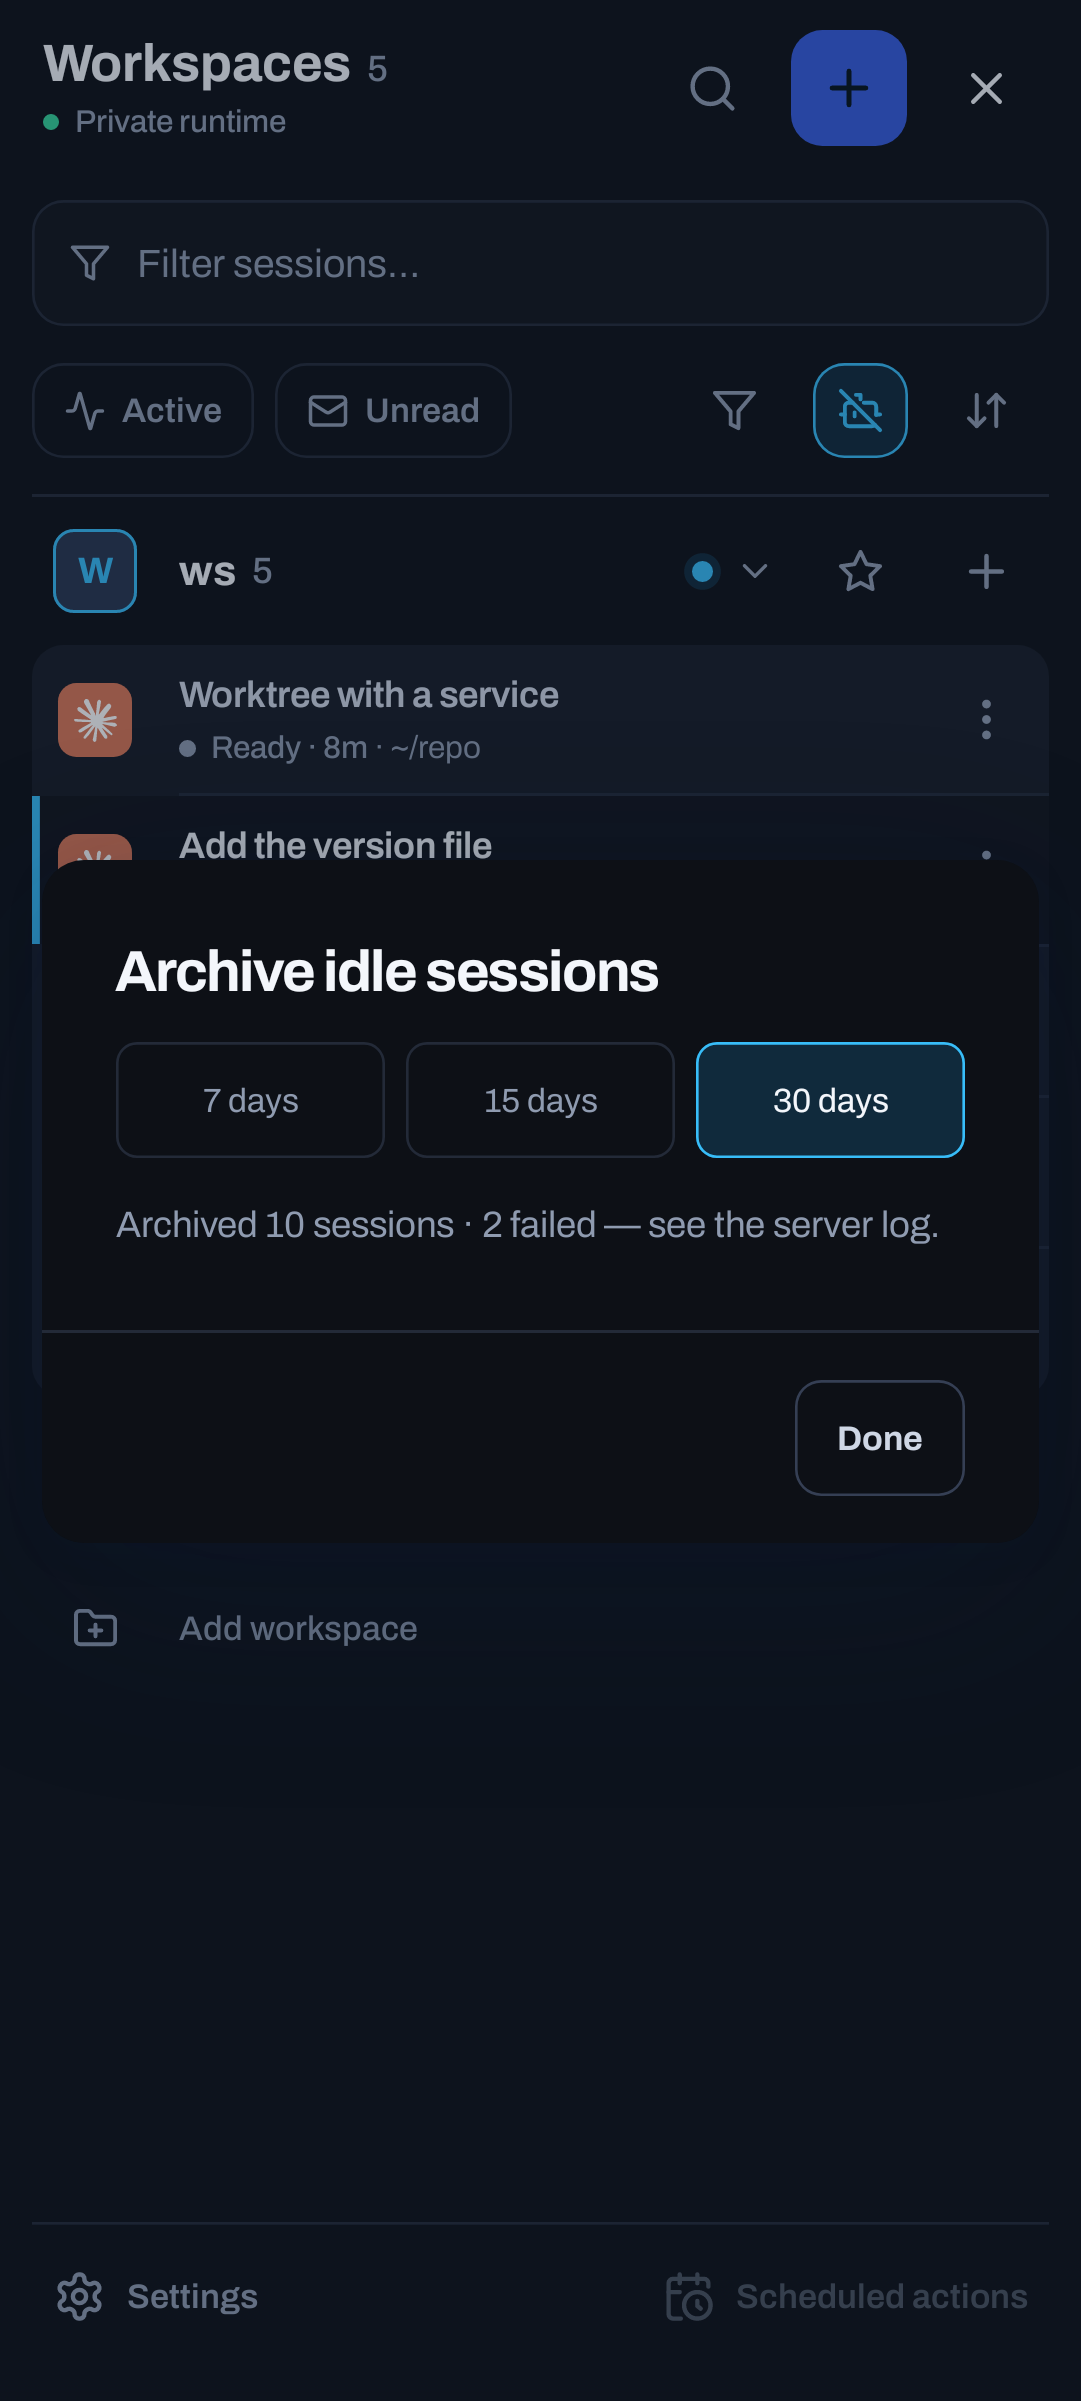 Workspaces 5
Private runtime
Filter sessions...
Active
Unread
W
ws 5
Worktree with a service
Ready · 8m · ~/repo
Add the version file
Archive idle sessions
7 days
15 days
30 days
Archived 10 sessions · 2 failed — see the server log.
Done
Add workspace
Settings
Scheduled actions